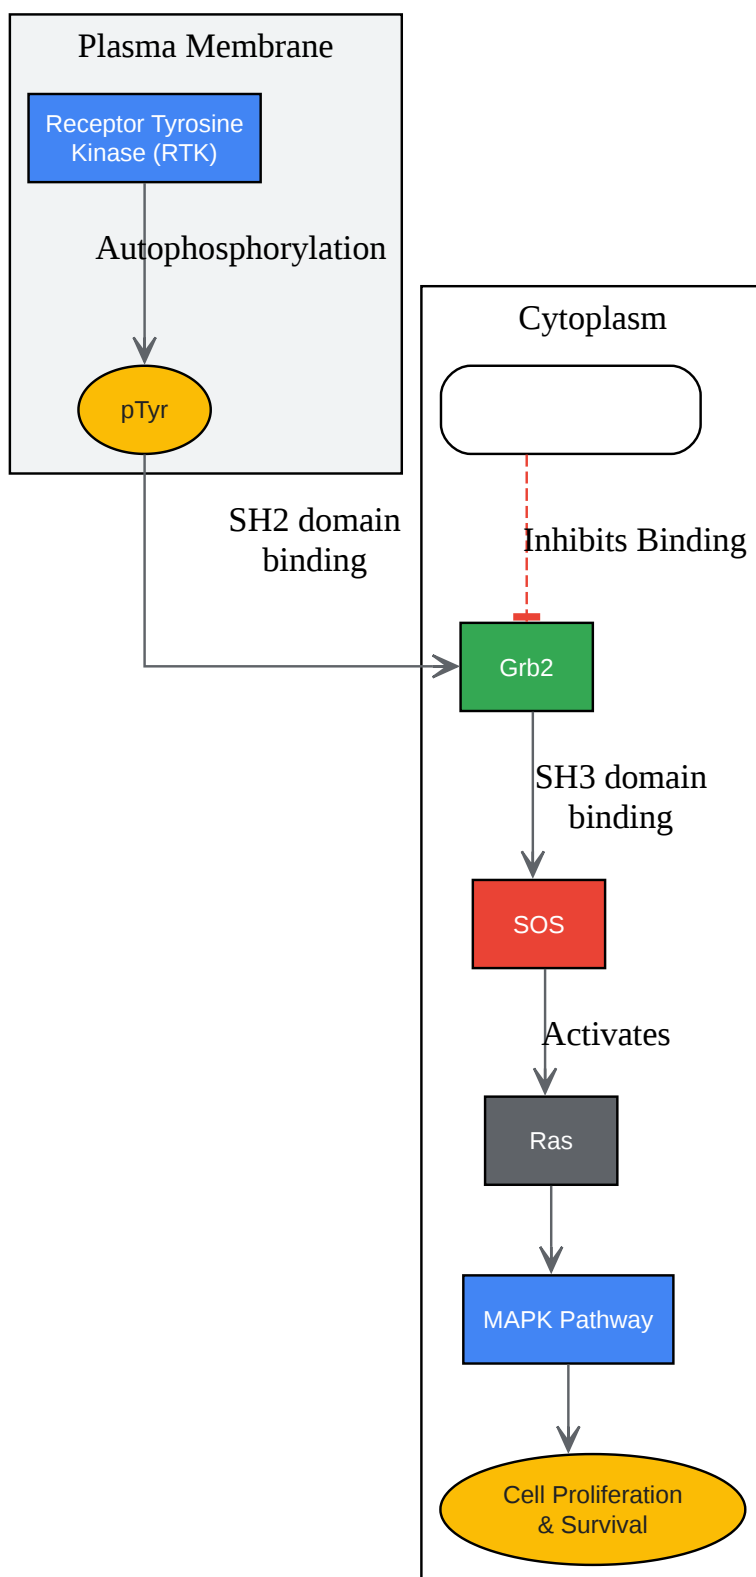 Plasma Membrane
Receptor Tyrosine
Kinase (RTK)
Autophosphorylation
pTyr
SH2 domain
binding
Cytoplasm
Inhibits Binding
Grb2
SH3 domain
binding
SOS
Activates
Ras
MAPK Pathway
Cell Proliferation
& Survival